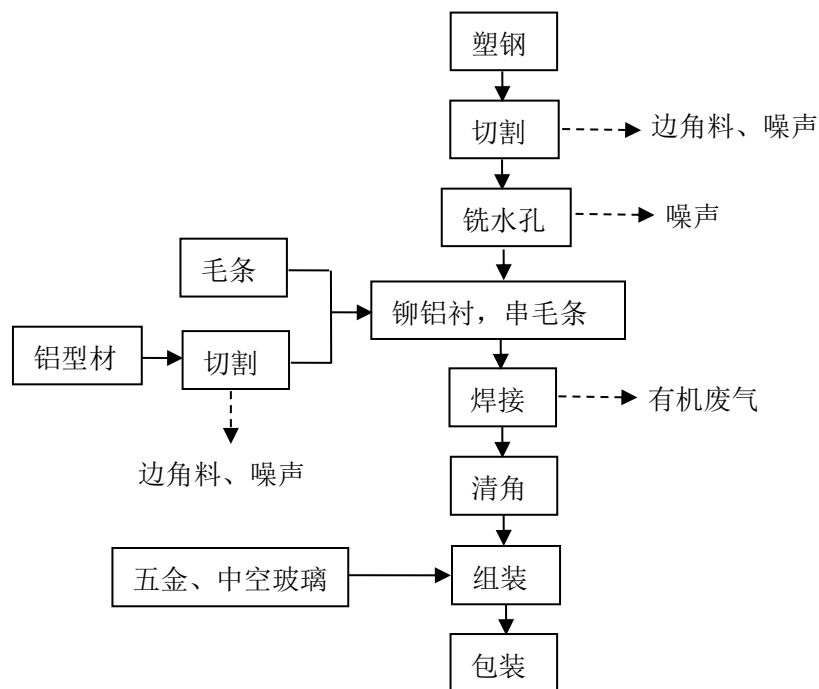 塑钢
切割
边角料、噪声
铣水孔
噪声
毛条
铆铝衬，串毛条
铝型材
切割
焊接
有机废气
边角料、噪声
清角
五金、中空玻璃
组装
包装